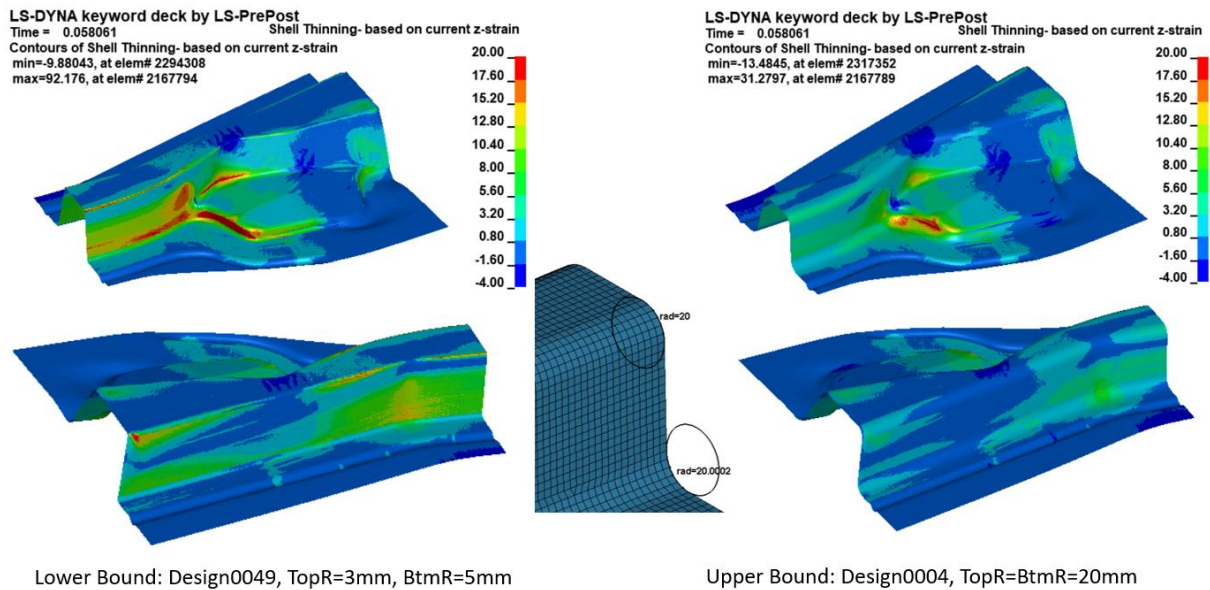 LS-DYNA keyword deck by LS-PrePost
Time = 0.058061
Shell Thinning- based on current z-strain
Contours of Shell Thinning- based on current z-strain
min=-9.88043, at elem# 2294308
max=92.176, at elem# 2167794
20.00
17.60
15.20
12.80
10.40
8.00
5.60
3.20
0.80
-1.60
-4.00
LS-DYNA keyword deck by LS-PrePost
Time = 0.058061
Shell Thinning- based on current z-strain
Contours of Shell Thinning- based on current z-strain
min=-13.4845, at elem# 2317352
max=31.2797, at elem# 2167789
20.00
17.60
15.20
12.80
10.40
8.00
5.60
3.20
0.80
-1.60
-4.00
rad=20
rad=20.0002
Lower Bound: Design0049, TopR=3mm, BtmR=5mm
Upper Bound: Design0004, TopR=BtmR=20mm